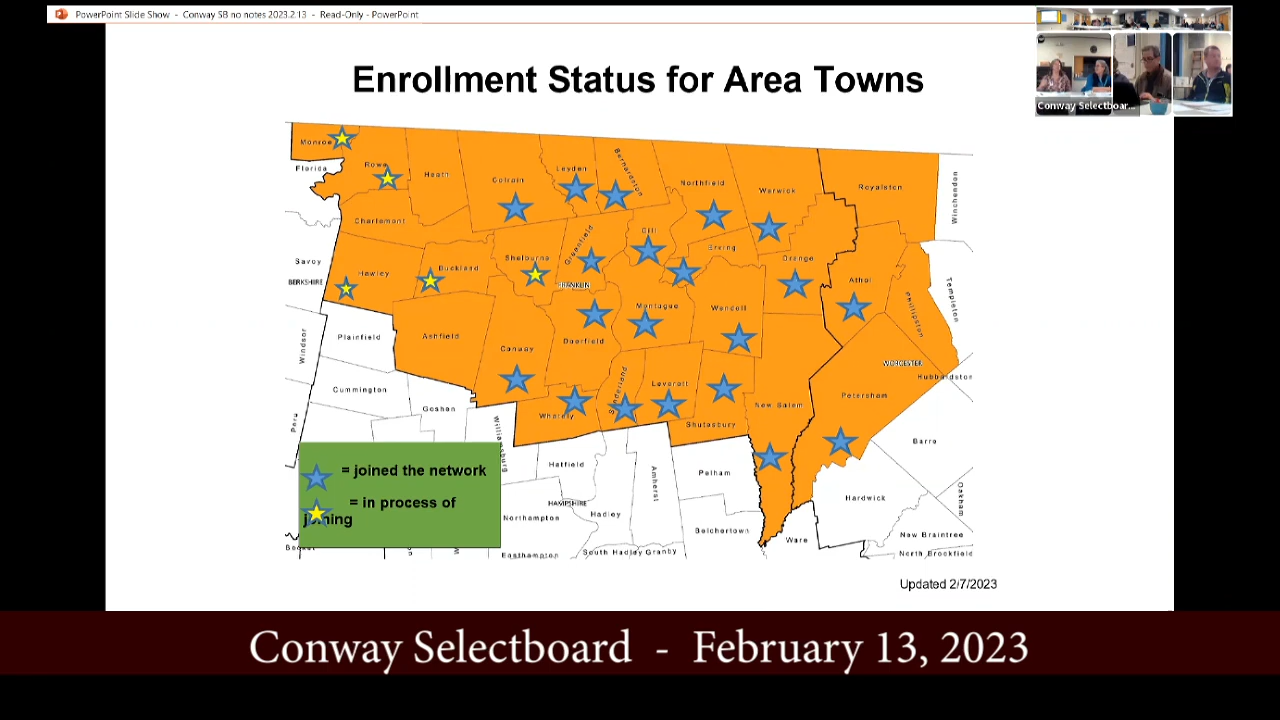 PowerPoint Slide Show - Conway SB no notes 2023.2.13 - Read-Only - PowerPoint
Conway Selectboar...
Enrollment Status for Area Towns
Monroe
Florida
Rowe
Heath
Colrain
Leyden
Bernardston
Northfield
Warwick
Royalston
Winchendon
Charlemont
Savoy
BERKSHIRE
Hawley
Buckland
Shelburne
Greenfield
FRANKLIN
Gill
Erving
Orange
Athol
Phillipston
Templeton
Windsor
Plainfield
Ashfield
Conway
Deerfield
Montague
Wendell
WORCESTER
Hubbardston
Cummington
Goshen
Peru
Williamsburg
Whately
Sunderland
Leverett
Shutesbury
New Salem
Petersham
Barre
Hatfield
Amherst
Pelham
Hardwick
Oakham
HAMPSHIRE
Northampton
Hadley
Belchertown
Ware
New Braintree
Easthampton
South Hadley
Granby
North Brookfield
= joined the network
= in process of
joining
Updated 2/7/2023
Conway Selectboard - February 13, 2023